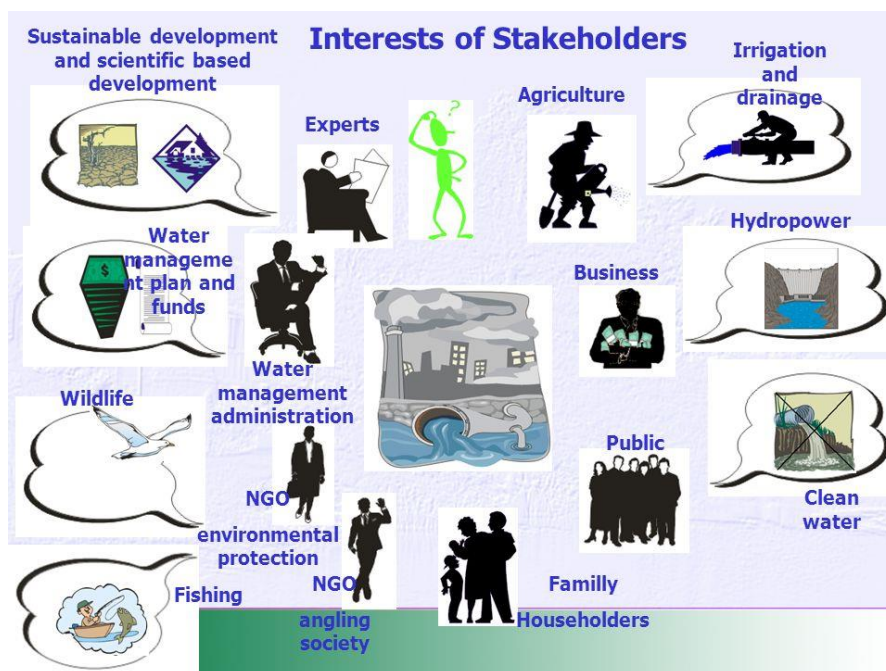 Sustainable development
and scientific based
development
Interests of Stakeholders
Irrigation
and
drainage
Experts
?
Agriculture
Water
manageme
nt plan and
funds
$
Hydropower
Business
Water
management
administration
Wildlife
Public
NGO
environmental
protection
Clean
water
Fishing
NGO
angling
society
Familly
Householders